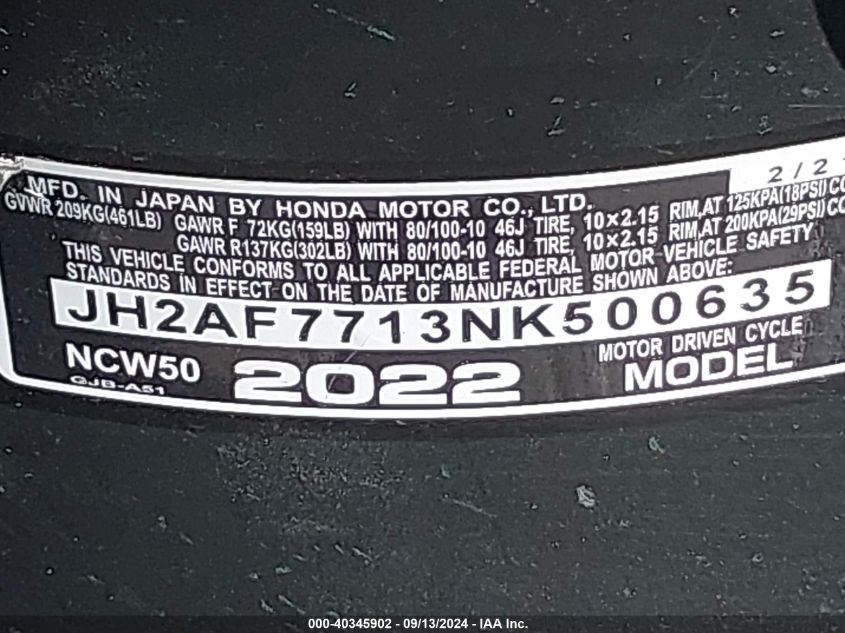 2/2
MFD. IN JAPAN BY HONDA MOTOR CO., LTD.
GVWR 209KG(461LB) GAWR F 72KG(159LB) WITH 80/100-10 46J TIRE, 10×2.15 RIM, AT 125KPA(18PSI) CO
GAWR R137KG(302LB) WITH 80/100-10 46J TIRE, 10×2.15 RIM, AT 200KPA(29PSI) CO
THIS VEHICLE CONFORMS TO ALL APPLICABLE FEDERAL MOTOR VEHICLE SAFETY
STANDARDS IN EFFECT ON THE DATE OF MANUFACTURE SHOWN ABOVE:
JH2AF7713NK500635
NCW50 2022 MOTOR DRIVEN CYCLE
GJB-A51 MODEL
000-40345902 - 09/13/2024 - IAA Inc.